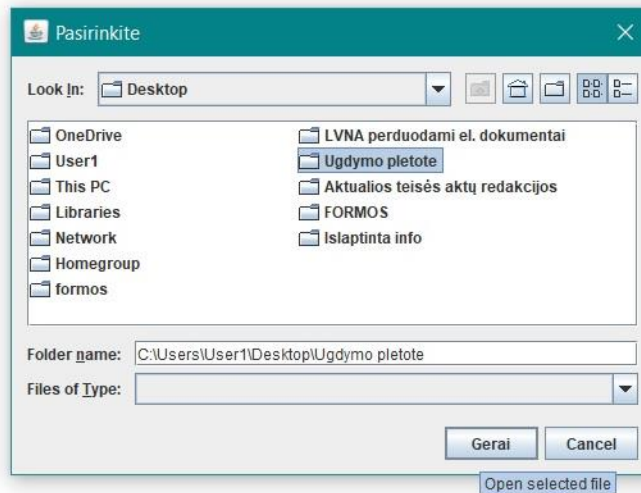 Pasirinkite
Look In: Desktop
OneDrive
User1
This PC
Libraries
Network
Homegroup
formos
LVNA perduodami el. dokumentai
Ugdymo pletote
Aktualios teisės aktų redakcijos
FORMOS
Islaptinta info
Folder name: C:\Users\User1\Desktop\Ugdymo pletote
Files of Type:
Gerai Cancel
Open selected file